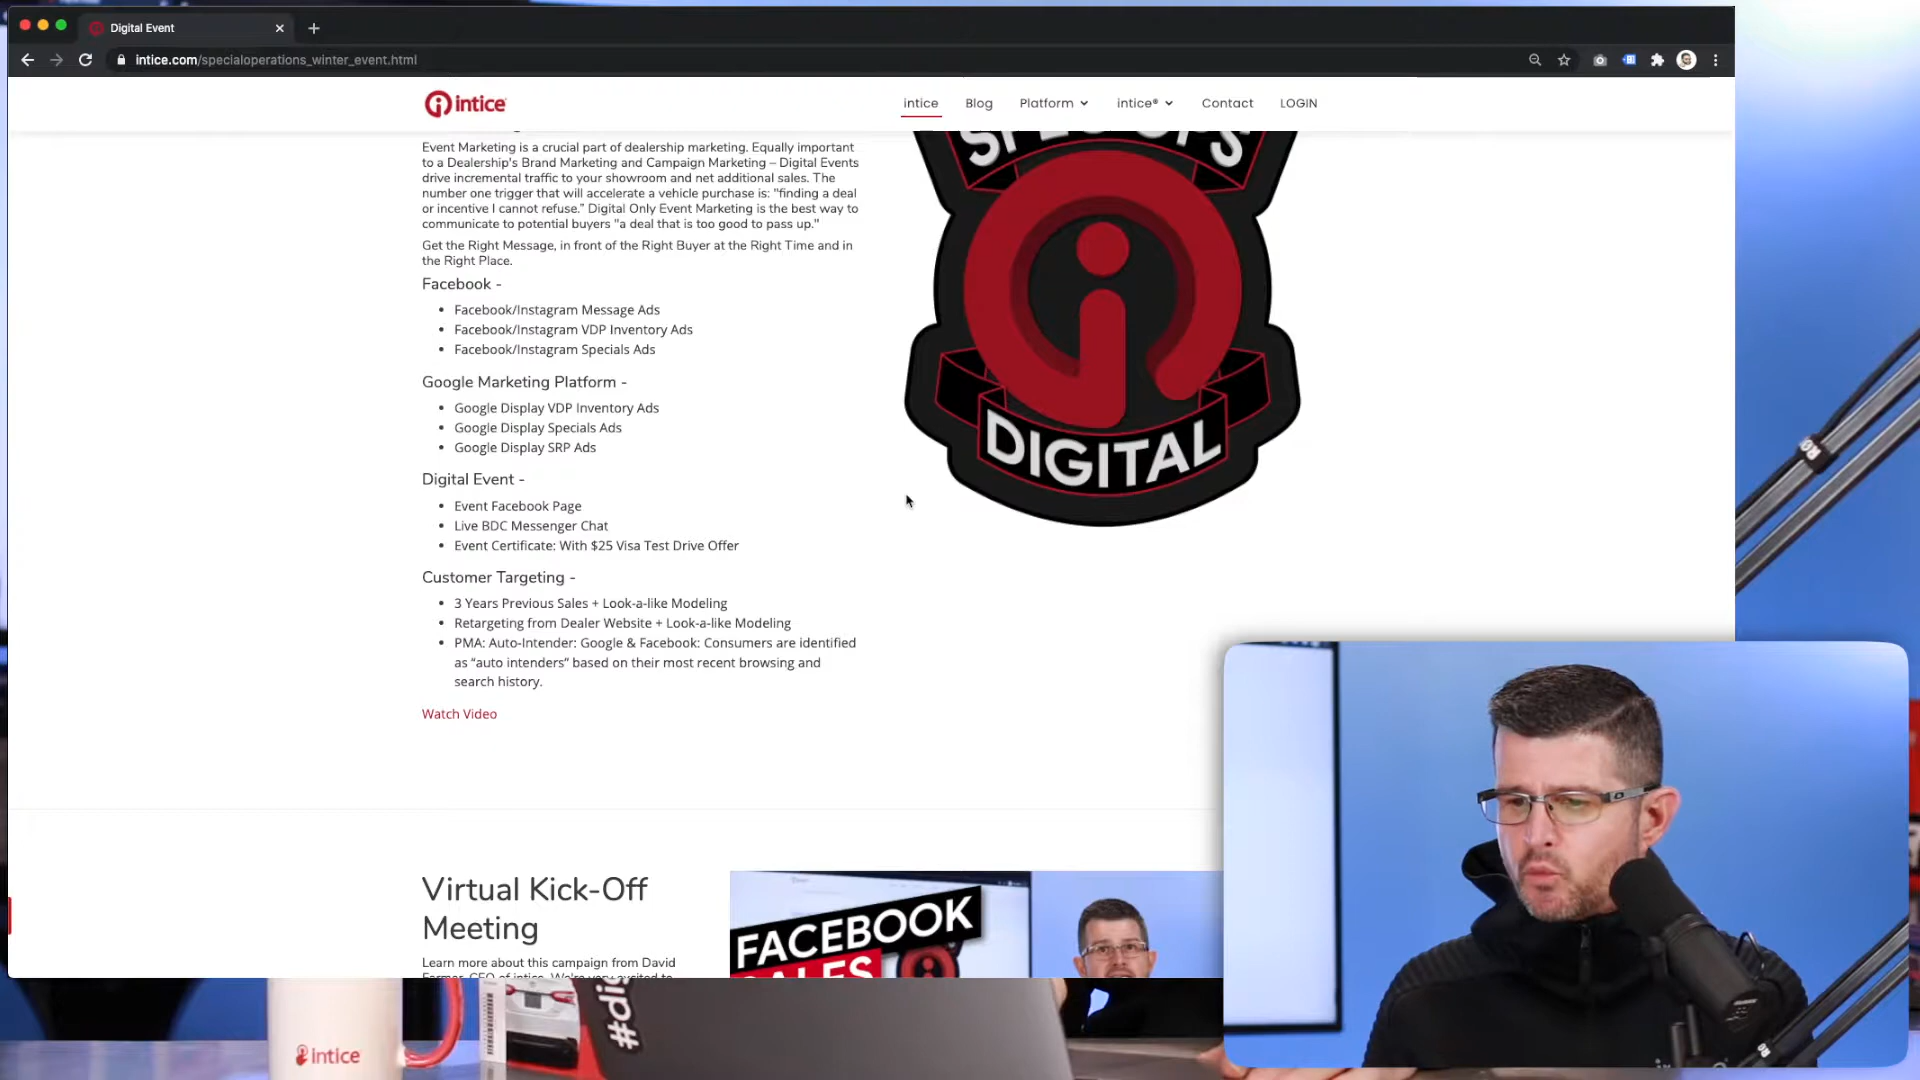 Digital Event
intice.com/specialoperations_winter_event.html
intice
intice
Blog
Platform
intice®
Contact
LOGIN
Event Marketing is a crucial part of dealership marketing. Equally important
to a Dealership's Brand Marketing and Campaign Marketing – Digital Events
drive incremental traffic to your showroom and net additional sales. The
number one trigger that will accelerate a vehicle purchase is: "finding a deal
or incentive I cannot refuse.” Digital Only Event Marketing is the best way to
communicate to potential buyers "a deal that is too good to pass up."
Get the Right Message, in front of the Right Buyer at the Right Time and in
the Right Place.
Facebook -
Facebook/Instagram Message Ads
Facebook/Instagram VDP Inventory Ads
Facebook/Instagram Specials Ads
Google Marketing Platform -
Google Display VDP Inventory Ads
Google Display Specials Ads
Google Display SRP Ads
Digital Event -
Event Facebook Page
Live BDC Messenger Chat
Event Certificate: With $25 Visa Test Drive Offer
Customer Targeting -
3 Years Previous Sales + Look-a-like Modeling
Retargeting from Dealer Website + Look-a-like Modeling
PMA: Auto-Intender: Google & Facebook: Consumers are identified
as “auto intenders” based on their most recent browsing and
search history.
Watch Video
SPEC OPS
DIGITAL
Virtual Kick-Off
Meeting
Learn more about this campaign from David
FACEBOOK
SALES
intice